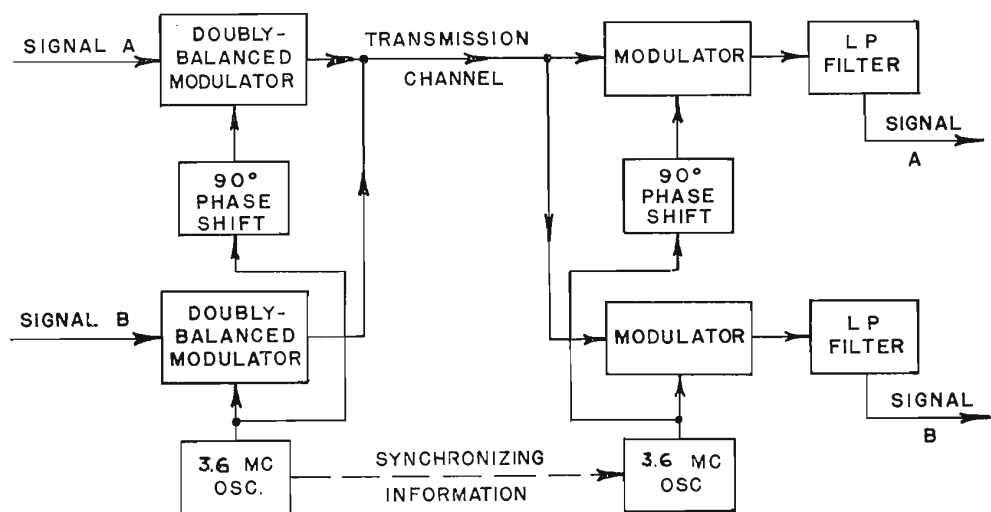 SIGNAL A
DOUBLY-
BALANCED
MODULATOR
TRANSMISSION
CHANNEL
MODULATOR
LP
FILTER
SIGNAL
A
90°
PHASE
SHIFT
90°
PHASE
SHIFT
SIGNAL B
DOUBLY-
BALANCED
MODULATOR
MODULATOR
LP
FILTER
SIGNAL
B
3.6 MC
OSC.
SYNCHRONIZING
INFORMATION
3.6 MC
OSC